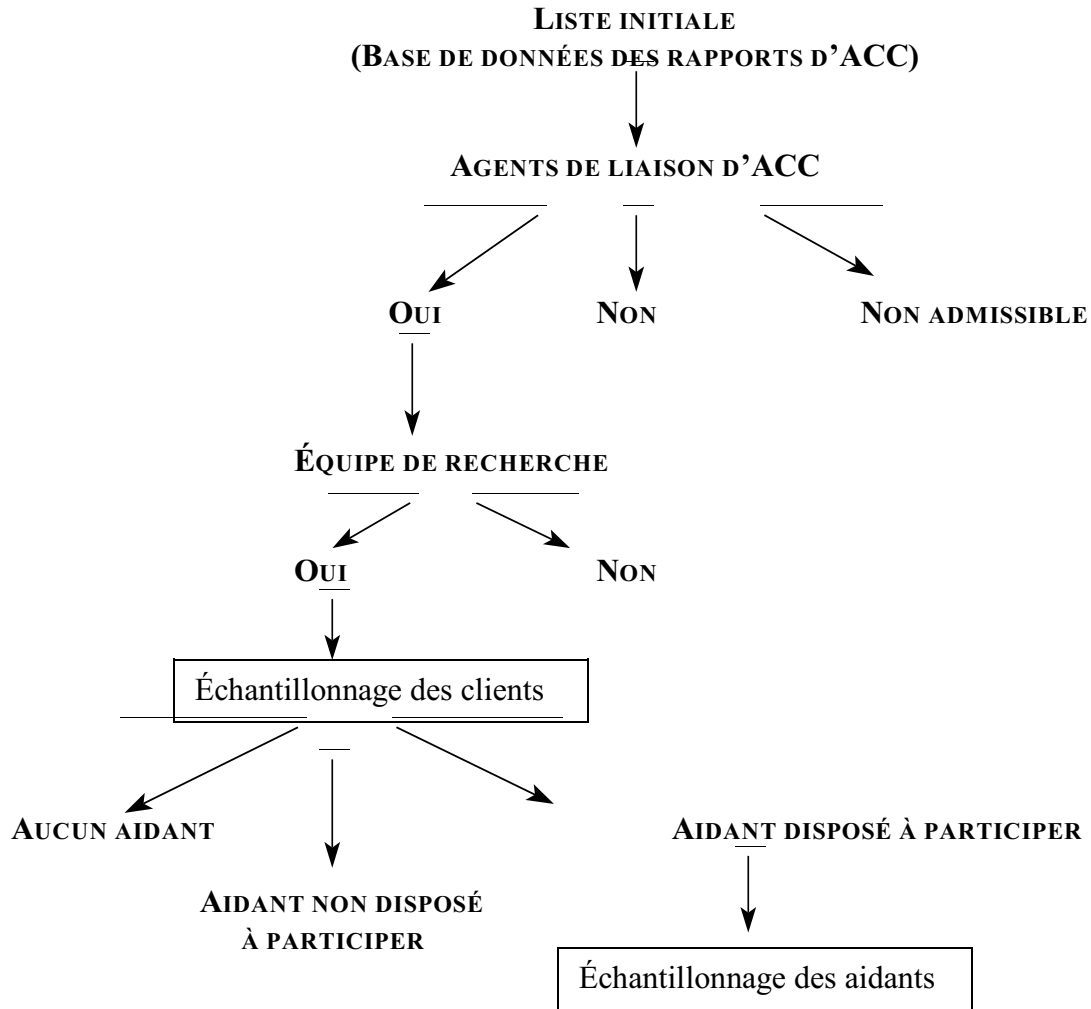 LISTE INITIALE
(BASE DE DONNÉES DES RAPPORTS D’ACC)
AGENTS DE LIAISON D’ACC
OUI NON NON ADMISSIBLE
ÉQUIPE DE RECHERCHE
OUI NON
Échantillonnage des clients
AUCUN AIDANT AIDANT DISPOSÉ À PARTICIPER
AIDANT NON DISPOSÉ
À PARTICIPER
Échantillonnage des aidants